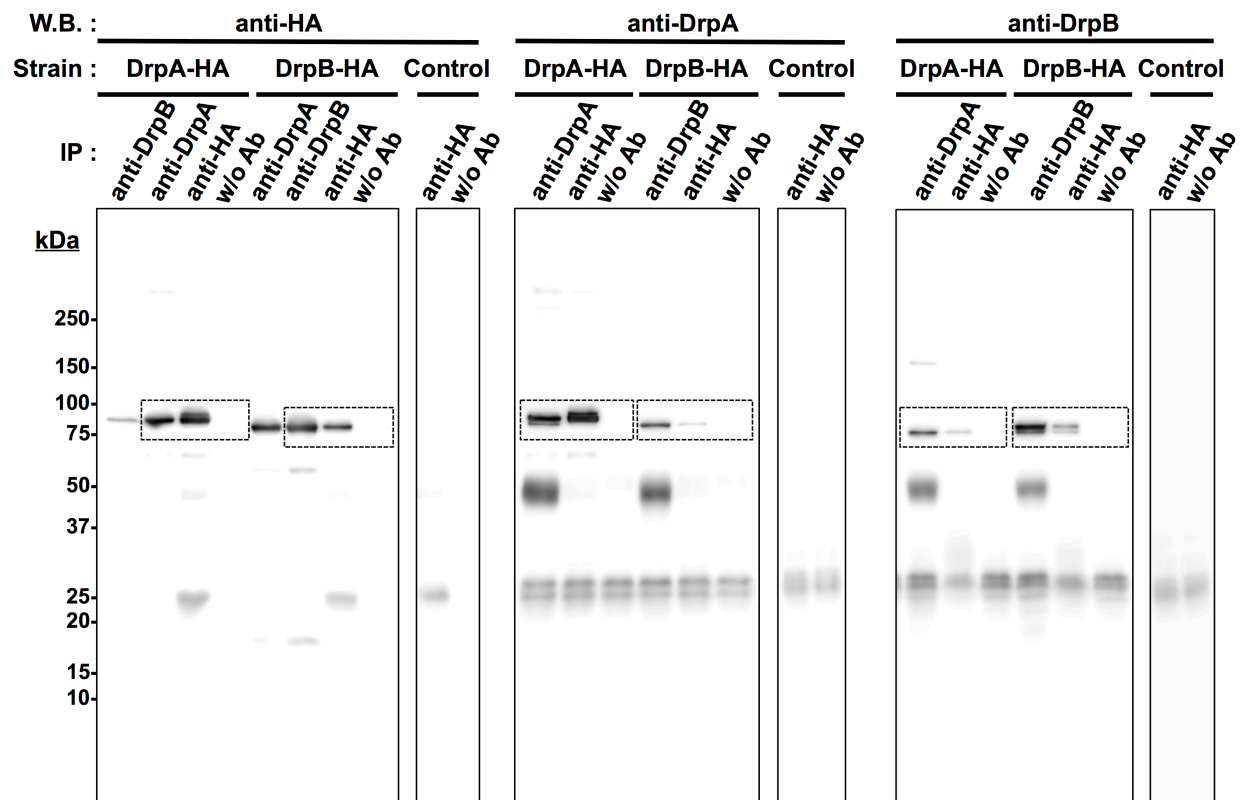 W.B. : anti-HA anti-DrpA anti-DrpB
Strain : DrpA-HA DrpB-HA Control DrpA-HA DrpB-HA Control DrpA-HA DrpB-HA Control
IP : anti-DrpB anti-DrpA anti-HA w/o Ab anti-DrpA anti-DrpB anti-HA w/o Ab anti-HA w/o Ab anti-DrpA anti-HA w/o Ab anti-DrpB anti-HA w/o Ab anti-HA w/o Ab anti-DrpA anti-HA w/o Ab anti-DrpB anti-HA w/o Ab anti-HA w/o Ab
kDa
250
150
100
75
50
37
25
20
15
10